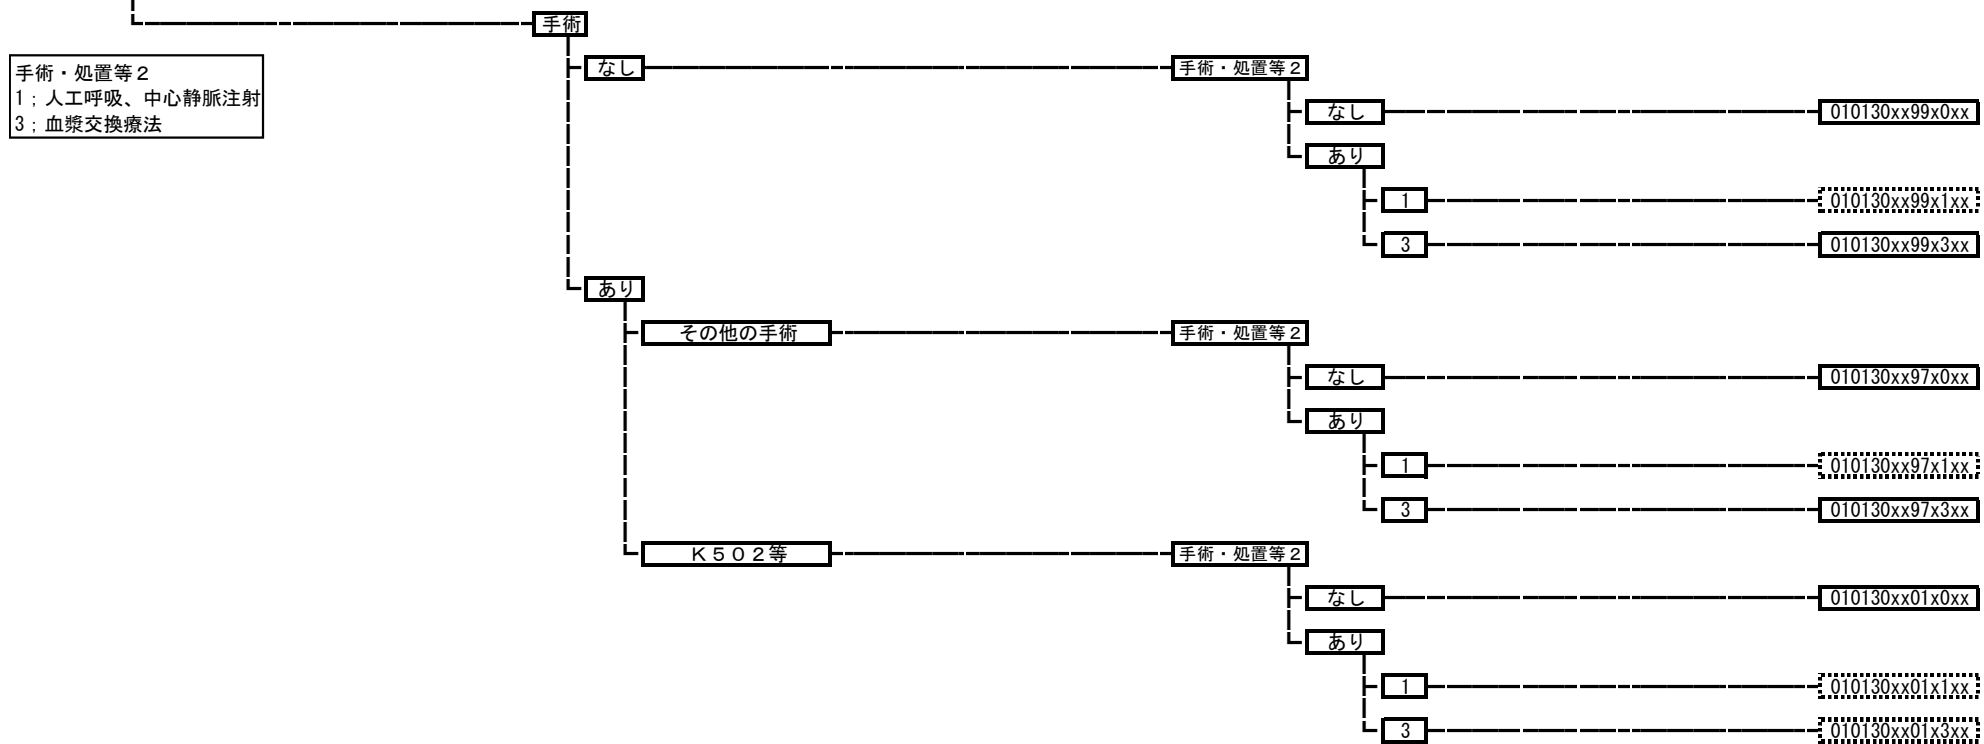 手術
手術・処置等2
1；人工呼吸、中心静脈注射
3；血漿交換療法
なし
手術・処置等2
なし
010130xx99x0xx
あり
1
010130xx99x1xx
3
010130xx99x3xx
あり
その他の手術
手術・処置等2
なし
010130xx97x0xx
あり
1
010130xx97x1xx
3
010130xx97x3xx
K502等
手術・処置等2
なし
010130xx01x0xx
あり
1
010130xx01x1xx
3
010130xx01x3xx